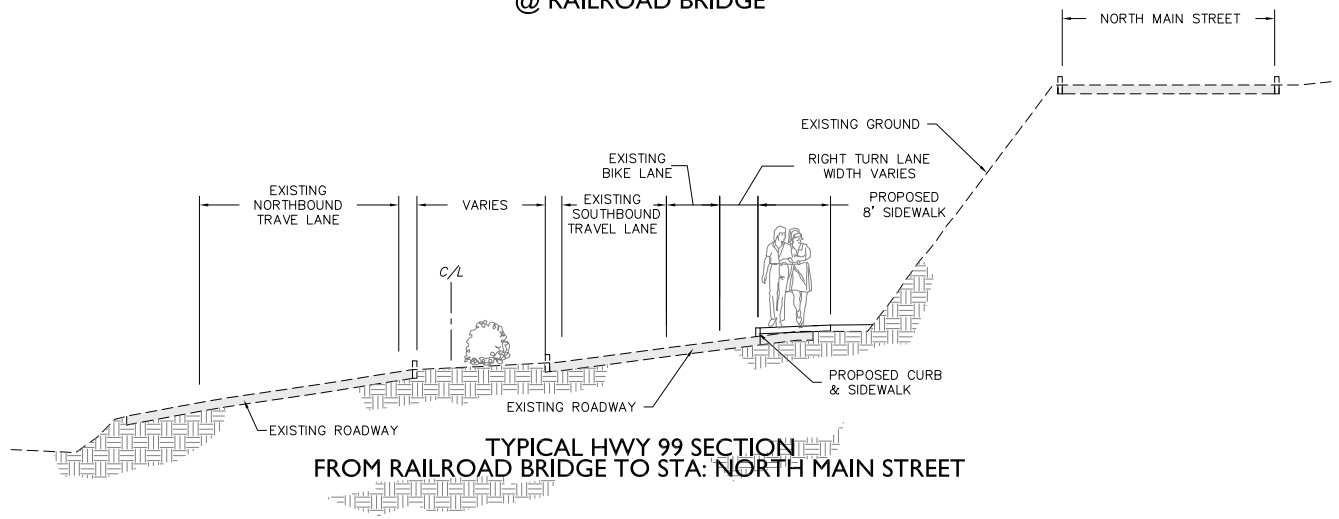 @ RAILROAD BRIDGE
NORTH MAIN STREET
EXISTING GROUND
EXISTING
BIKE LANE
RIGHT TURN LANE
WIDTH VARIES
EXISTING
NORTHBOUND
TRAVE LANE
VARIES
EXISTING
SOUTHBOUND
TRAVEL LANE
PROPOSED
8' SIDEWALK
C/L
PROPOSED CURB
& SIDEWALK
EXISTING ROADWAY
EXISTING ROADWAY
TYPICAL HWY 99 SECTION
FROM RAILROAD BRIDGE TO STA: NORTH MAIN STREET